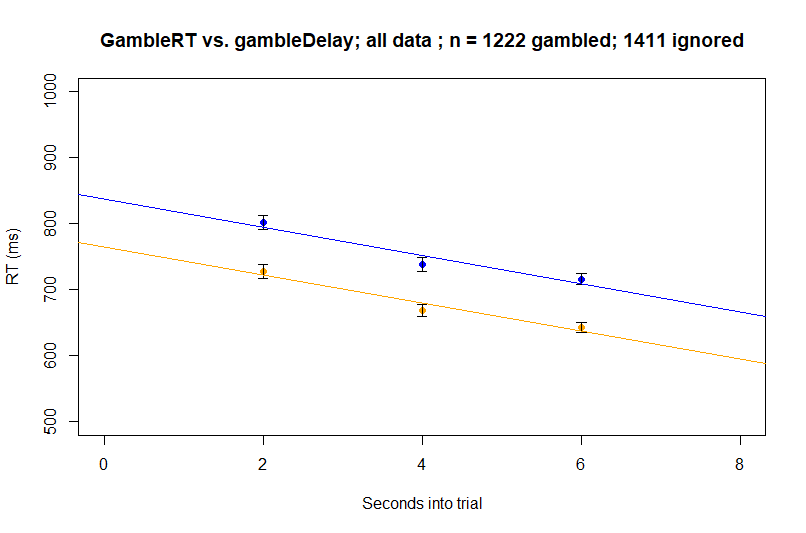 GambleRT vs. gambleDelay; all data ; n = 1222 gambled; 1411 ignored
1000
900
800
700
600
500
RT (ms)
0 2 4 6 8
Seconds into trial